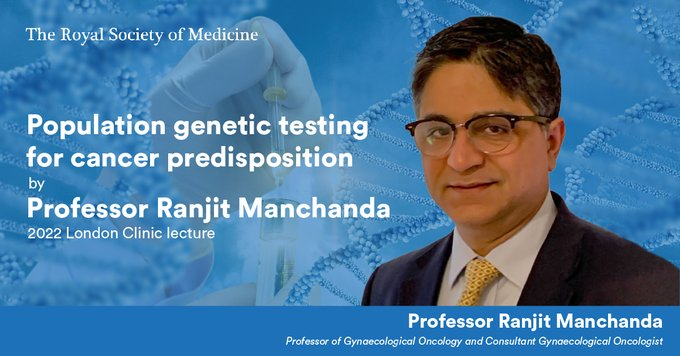 The Royal Society of Medicine
Population genetic testing
for cancer predisposition
by
Professor Ranjit Manchanda
2022 London Clinic lecture
Professor Ranjit Manchanda
Professor of Gynaecological Oncology and Consultant Gynaecological Oncologist